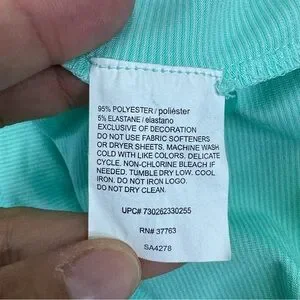 95% POLYESTER / poliéster
5% ELASTANE / elastano
EXCLUSIVE OF DECORATION
DO NOT USE FABRIC SOFTENERS
OR DRYER SHEETS, MACHINE WASH
COLD WITH LIKE COLORS. DELICATE
CYCLE. NON-CHLORINE BLEACH IF
NEEDED. TUMBLE DRY LOW. COOL
IRON. DO NOT IRON LOGO.
DO NOT DRY CLEAN.
UPC# 730262330255
RN# 37763
SA4278